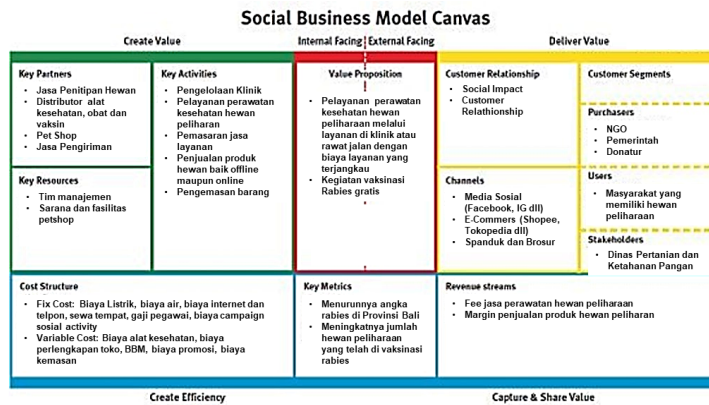 Social Business Model Canvas
Create Value
Internal Facing
External Facing
Deliver Value
Key Partners
• Jasa Penitipan Hewan
• Distributor alat
kesehatan, obat dan
vaksin
• Pet Shop
• Jasa Pengiriman
Key Resources
• Tim manajemen
• Sarana dan fasilitas
petshop
Key Activities
• Pengelolaan Klinik
• Pelayanan perawatan
kesehatan hewan
peliharan
• Pemasaran jasa
layanan
• Penjualan produk
hewan baik offline
maupun online
• Pengemasan barang
Value Proposition
• Pelayanan perawatan
kesehatan hewan
peliharaan melalui
layanan di klinik atau
rawat jalan dengan
biaya layanan yang
terjangkau
• Kegiatan vaksinasi
Rabies gratis
Customer Relationship
• Social Impact
• Customer
Relathionship
Channels
• Media Sosial
(Facebook, IG dll)
• E-Commers (Shopee,
Tokopedia dll)
• Spanduk dan Brosur
Customer Segments
Purchasers
• NGO
• Pemerintah
• Donatur
Users
• Masyarakat yang
memiliki hewan
peliharaan
Stakeholders
• Dinas Pertanian dan
Ketahanan Pangan
Cost Structure
• Fix Cost: Biaya Listrik, biaya air, biaya internet dan
telpon, sewa tempat, gaji pegawai, biaya campaign
sosial activity
• Variable Cost: Biaya alat kesehatan, biaya
perlengkapan toko, BBM, biaya promosi, biaya
kemasan
Key Metrics
• Menurunnya angka
rabies di Provinsi Bali
• Meningkatnya jumlah
hewan peliharaan
yang telah di vaksinasi
rabies
Revenue streams
• Fee jasa perawatan hewan peliharaan
• Margin penjualan produk hewan peliharan
Create Efficiency
Capture & Share Value